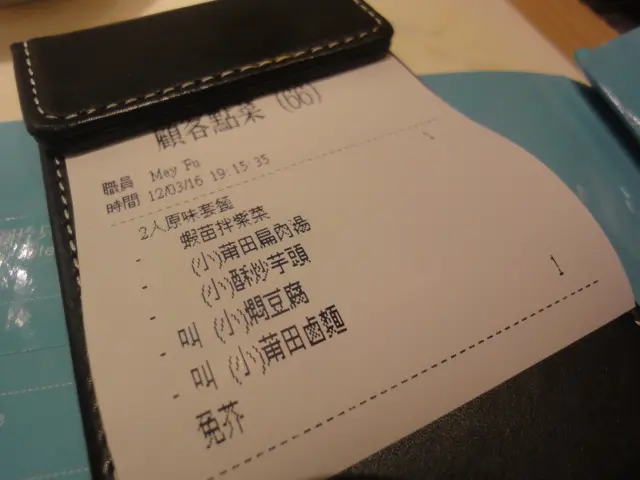 顧客點菜 (66)
職員 May Fu 1
時間 12/03/16 19:15:35
2人原味套餐
- 蝦苗拌紫菜
- (小)莆田扁肉湯
- (小)酥炒芋頭
- 叫 (小)燜豆腐 1
- 叫 (小)莆田鹵麵
免芥